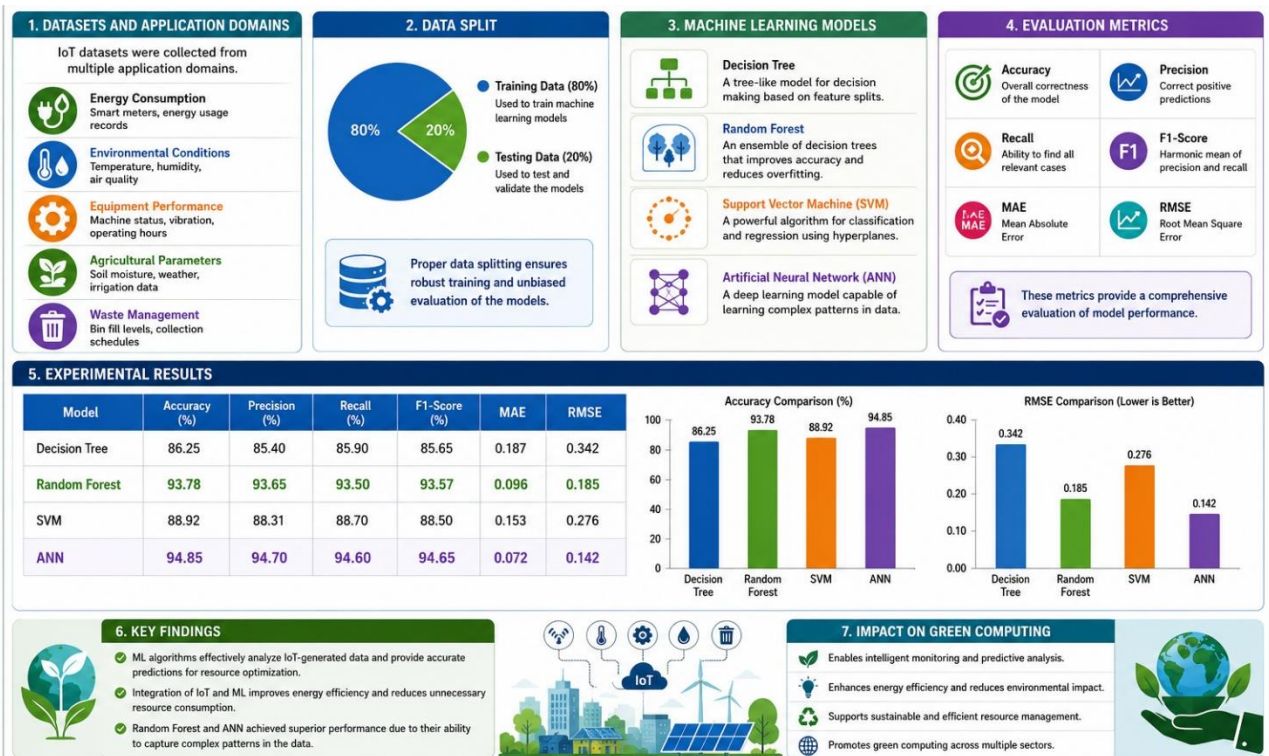 1. DATASETS AND APPLICATION DOMAINS
IoT datasets were collected from
multiple application domains.
Energy Consumption
Smart meters, energy usage
records
Environmental Conditions
Temperature, humidity,
air quality
Equipment Performance
Machine status, vibration,
operating hours
Agricultural Parameters
Soil moisture, weather,
irrigation data
Waste Management
Bin fill levels, collection
schedules
2. DATA SPLIT
80%
20%
Training Data (80%)
Used to train machine
learning models
Testing Data (20%)
Used to test and
validate the models
Proper data splitting ensures
robust training and unbiased
evaluation of the models.
3. MACHINE LEARNING MODELS
Decision Tree
A tree-like model for decision
making based on feature splits.
Random Forest
An ensemble of decision trees
that improves accuracy and
reduces overfitting.
Support Vector Machine (SVM)
A powerful algorithm for classification
and regression using hyperplanes.
Artificial Neural Network (ANN)
A deep learning model capable of
learning complex patterns in data.
4. EVALUATION METRICS
Accuracy
Overall correctness
of the model
Precision
Correct positive
predictions
Recall
Ability to find all
relevant cases
F1
F1-Score
Harmonic mean of
precision and recall
MAE
MAE
Mean Absolute
Error
RMSE
Root Mean Square
Error
These metrics provide a comprehensive
evaluation of model performance.
5. EXPERIMENTAL RESULTS
Model Accuracy (%) Precision (%) Recall (%) F1-Score (%) MAE RMSE
Decision Tree 86.25 85.40 85.90 85.65 0.187 0.342
Random Forest 93.78 93.65 93.50 93.57 0.096 0.185
SVM 88.92 88.31 88.70 88.50 0.153 0.276
ANN 94.85 94.70 94.60 94.65 0.072 0.142
Accuracy Comparison (%)
100
80
60
40
20
0
86.25
93.78
88.92
94.85
Decision Tree
Random Forest
SVM
ANN
RMSE Comparison (Lower is Better)
0.40
0.30
0.20
0.10
0.00
0.342
0.185
0.276
0.142
Decision Tree
Random Forest
SVM
ANN
6. KEY FINDINGS
ML algorithms effectively analyze IoT-generated data and provide accurate
predictions for resource optimization.
Integration of IoT and ML improves energy efficiency and reduces unnecessary
resource consumption.
Random Forest and ANN achieved superior performance due to their ability
to capture complex patterns in the data.
IoT
7. IMPACT ON GREEN COMPUTING
Enables intelligent monitoring and predictive analysis.
Enhances energy efficiency and reduces environmental impact.
Supports sustainable and efficient resource management.
Promotes green computing across multiple sectors.